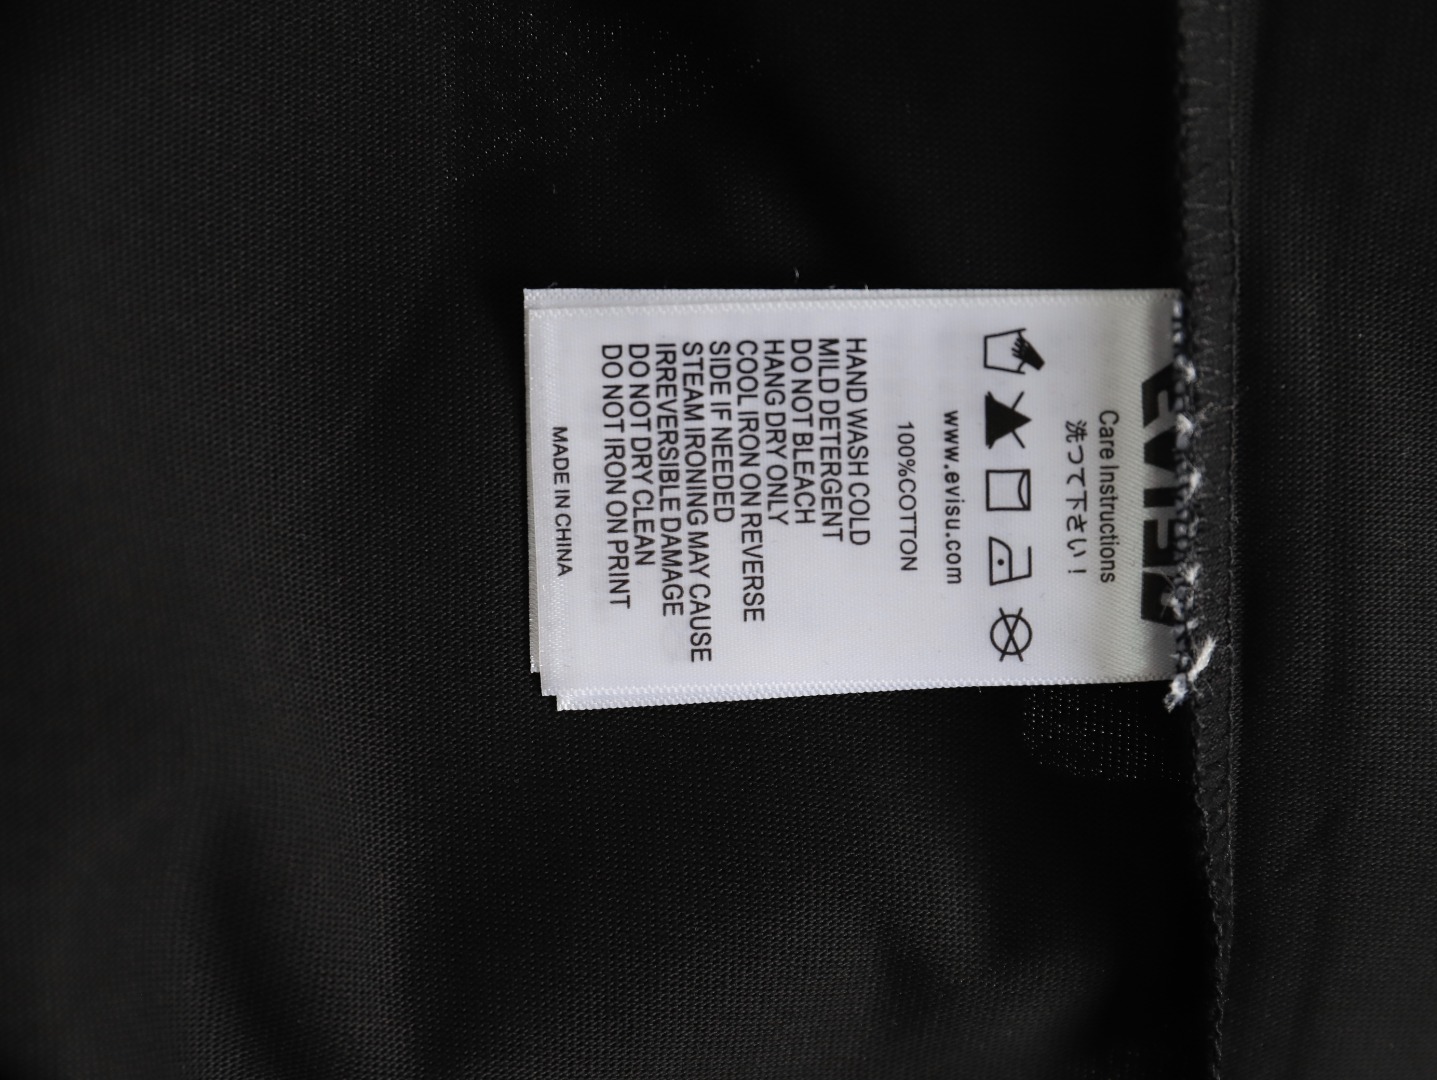 Care Instructions
洗つて下さい!
www.evisu.com
100%COTTON
HAND WASH COLD
MILD DETERGENT
DO NOT BLEACH
HANG DRY ONLY
COOL IRON ON REVERSE
SIDE IF NEEDED
STEAM IRONING MAY CAUSE
IRREVERSIBLE DAMAGE
DO NOT DRY CLEAN
DO NOT IRON ON PRINT
MADE IN CHINA